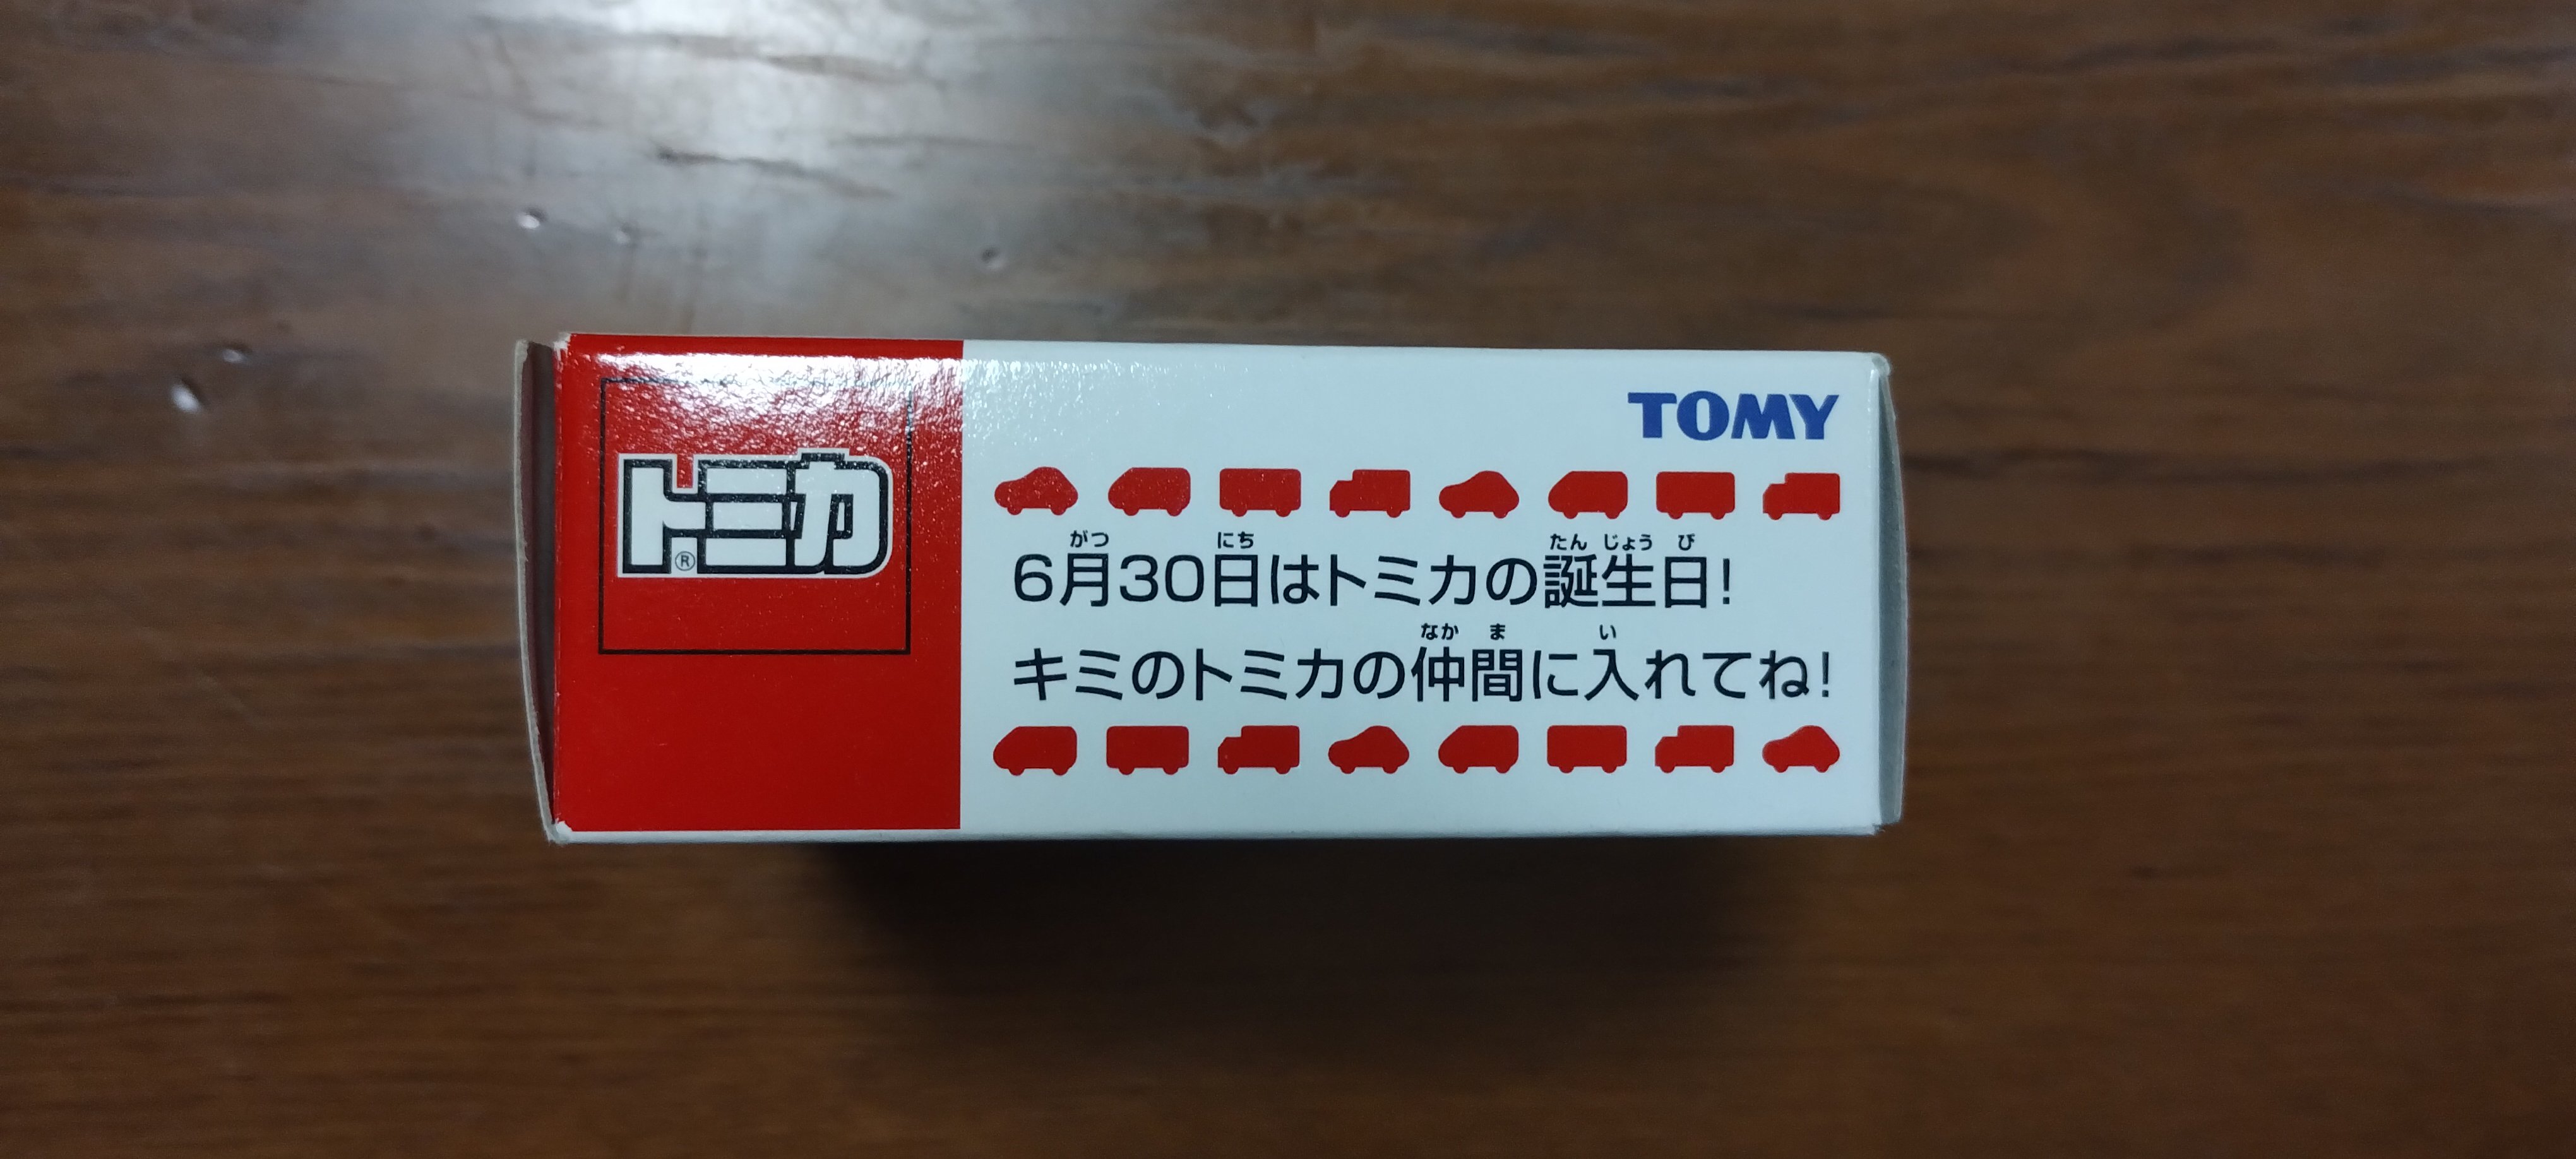 トミカ®
TOMY
がつ にち たん じょう び
6月30日はトミカの誕生日!
なか ま い
キミのトミカの仲間に入れてね!